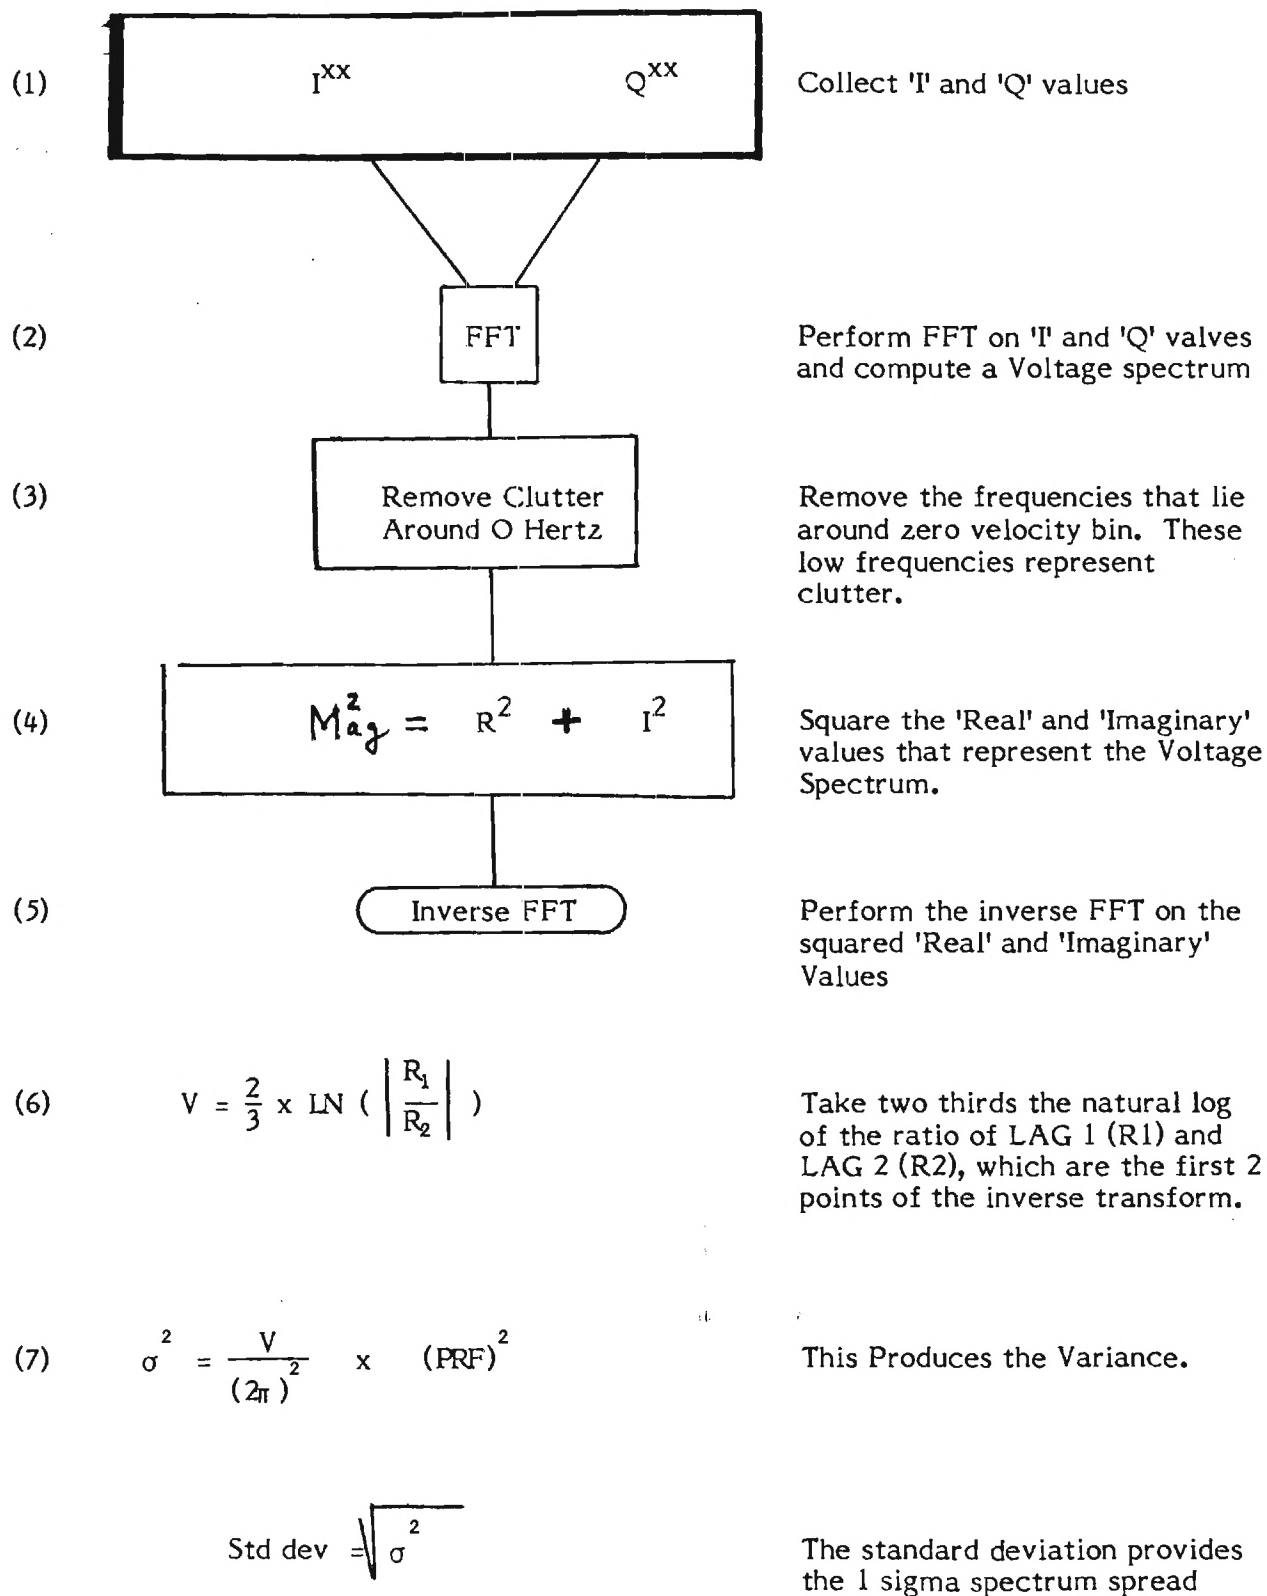 (1) I^xx Q^xx Collect 'I' and 'Q' values
(2) FFT Perform FFT on 'I' and 'Q' valves
and compute a Voltage spectrum
(3) Remove Clutter
Around O Hertz
Remove the frequencies that lie
around zero velocity bin. These
low frequencies represent
clutter.
(4) Mag^2 = R^2 + I^2
Square the 'Real' and 'Imaginary'
values that represent the Voltage
Spectrum.
(5) Inverse FFT
Perform the inverse FFT on the
squared 'Real' and 'Imaginary'
Values
(6) V = 2/3 x LN ( | R1/R2 | )
Take two thirds the natural log
of the ratio of LAG 1 (R1) and
LAG 2 (R2), which are the first 2
points of the inverse transform.
(7) σ^2 = V/(2π)^2 x (PRF)^2
This Produces the Variance.
Std dev = √σ^2
The standard deviation provides
the 1 sigma spectrum spread